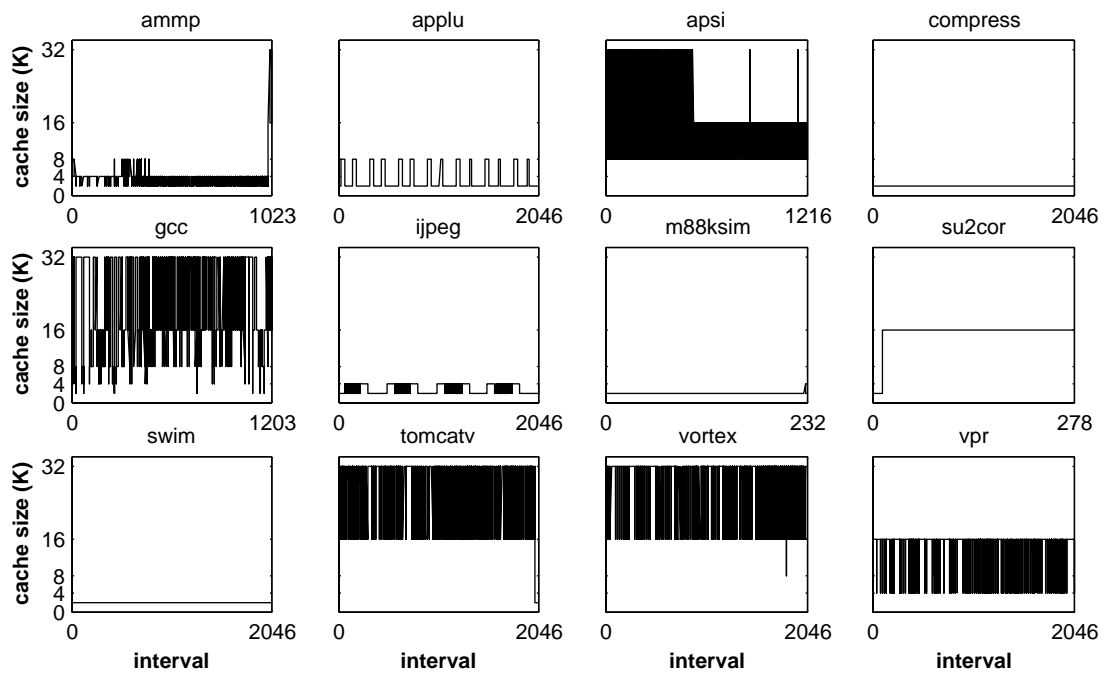 ammp
applu
apsi
compress
cache size (K)
32
16
8
4
0
0 1023
0 2046
0 1216
0 2046
gcc
ijpeg
m88ksim
su2cor
cache size (K)
32
16
8
4
0
0 1203
0 2046
0 232
0 278
swim
tomcatv
vortex
vpr
cache size (K)
32
16
8
4
0
0 2046
0 2046
0 2046
0 2046
interval
interval
interval
interval